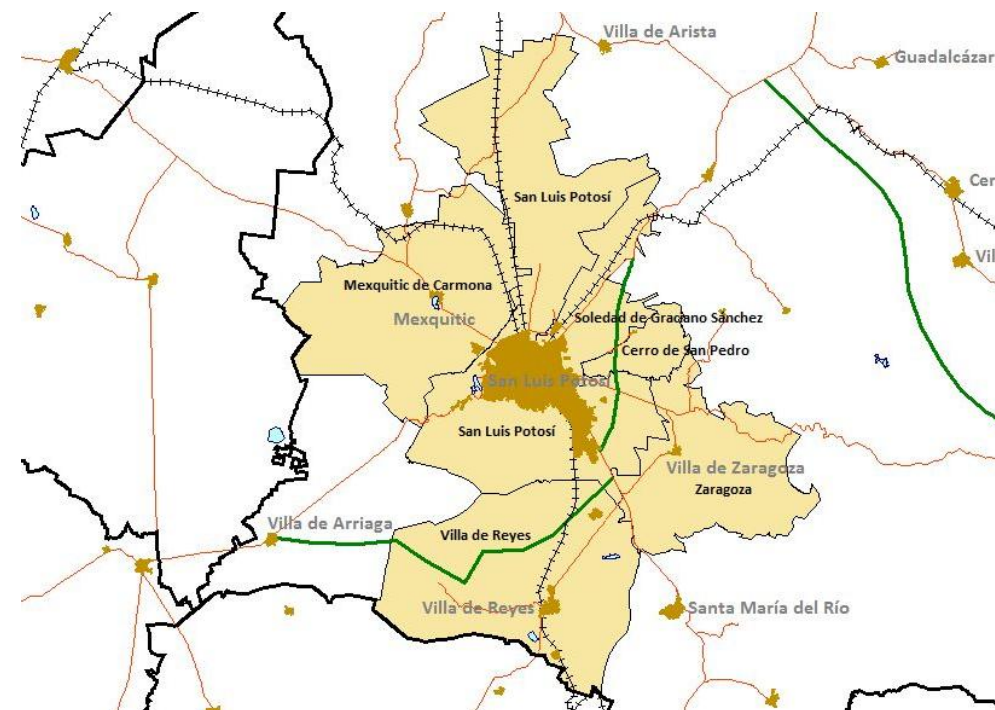 Villa de Arista
Guadalcázar
Cer
San Luis Potosí
Vil
Mexquitic de Carmona
Mexquitic
Soledad de Graciano Sánchez
Cerro de San Pedro
San Luis Potosí
San Luis Potosí
Villa de Zaragoza
Zaragoza
Villa de Arriaga
Villa de Reyes
Villa de Reyes
Santa María del Río